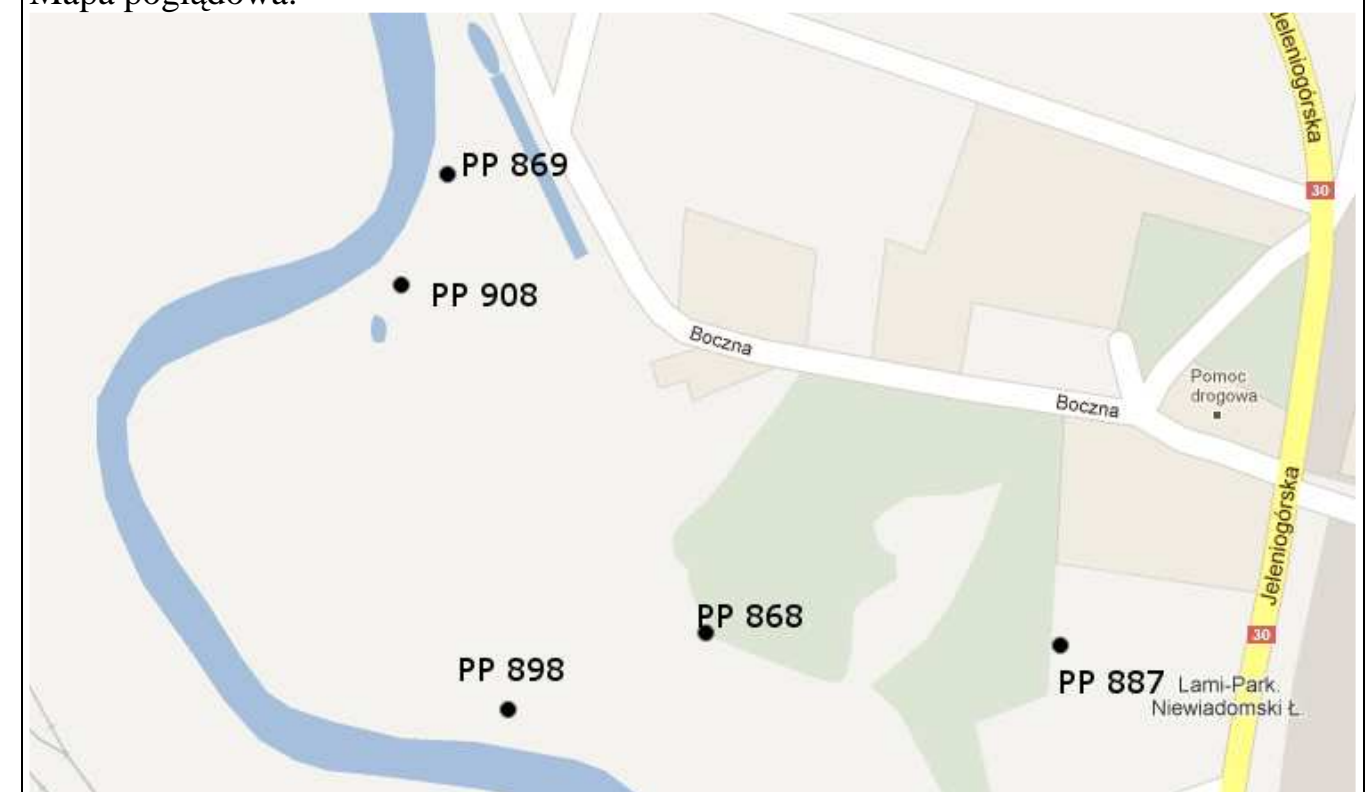 Mapa poglądowa:
Jeleniogórska
PP 869
30
PP 908
Boczna
Pomoc
drogowa
Boczna
Jeleniogórska
PP 868
30
PP 898
PP 887
Lami-Park.
Niewiadomski Ł.